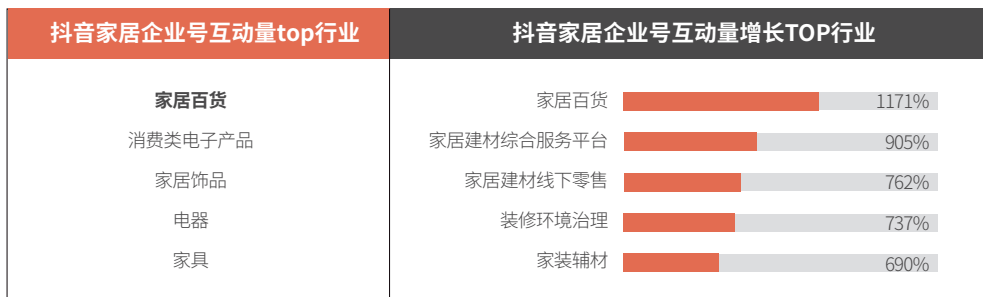 抖音家居企业号互动量top行业
家居百货
消费类电子产品
家居饰品
电器
家具
抖音家居企业号互动量增长TOP行业
家居百货 1171%
家居建材综合服务平台 905%
家居建材线下零售 762%
装修环境治理 737%
家装辅材 690%